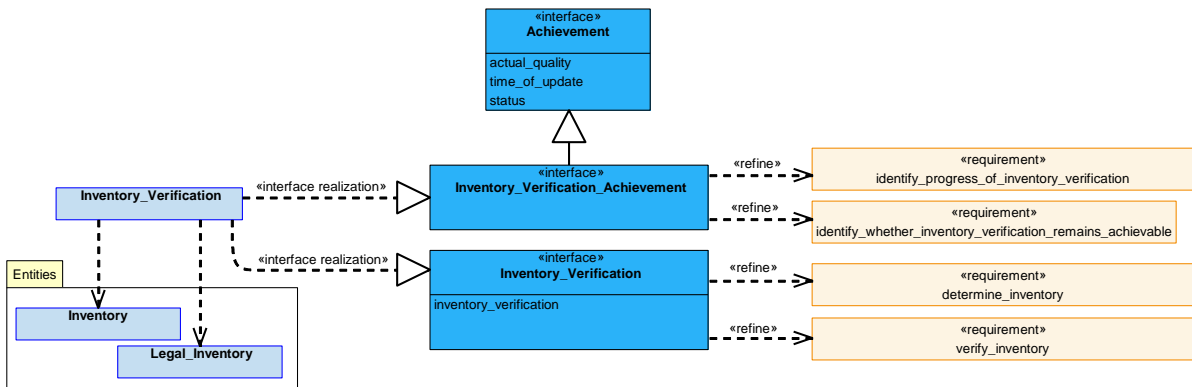 «interface»
Achievement
actual_quality
time_of_update
status
«interface»
Inventory_Verification_Achievement
«refine»
«requirement»
identify_progress_of_inventory_verification
«interface realization»
Inventory_Verification
«refine»
«requirement»
identify_whether_inventory_verification_remains_achievable
«interface realization»
«interface»
Inventory_Verification
inventory_verification
«refine»
«requirement»
determine_inventory
Entities
Inventory
Legal_Inventory
«refine»
«requirement»
verify_inventory